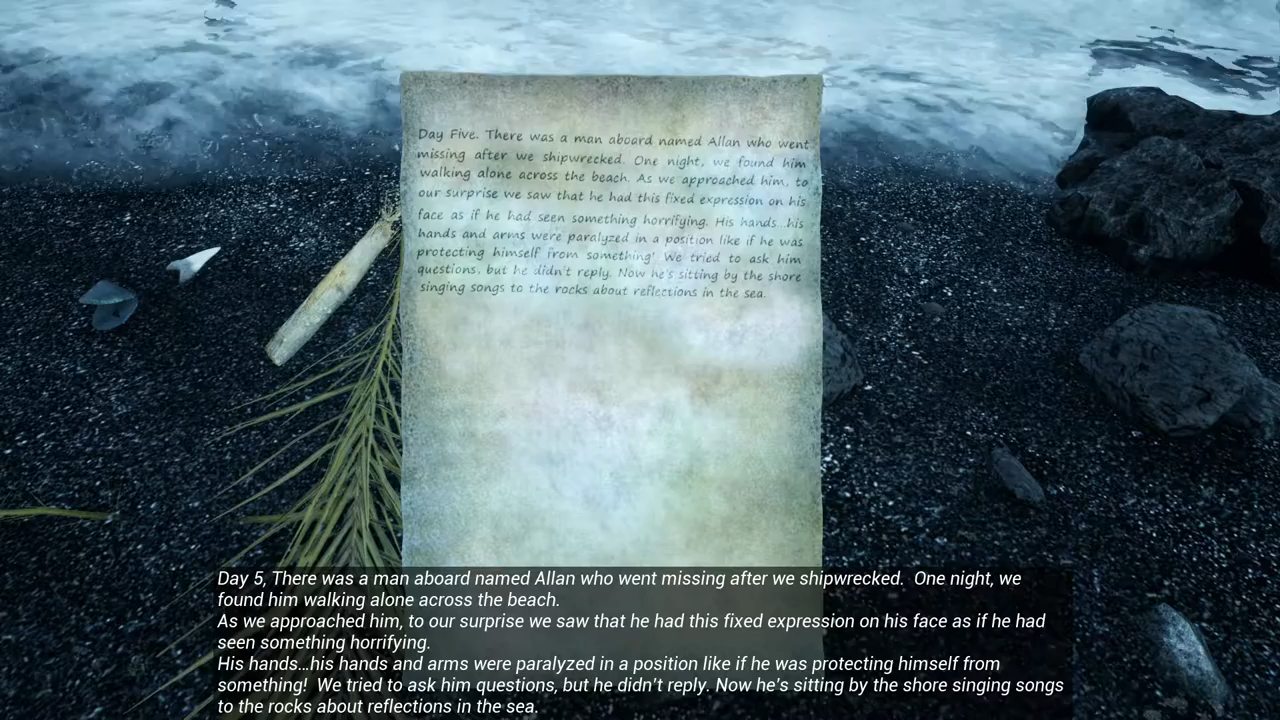 Day Five. There was a man aboard named Allan who went
missing after we shipwrecked. One night, we found him
walking alone across the beach. As we approached him, to
our surprise we saw that he had this fixed expression on his
face as if he had seen something horrifying. His hands...his
hands and arms were paralyzed in a position like if he was
protecting himself from something! We tried to ask him
questions, but he didn't reply. Now he's sitting by the shore
singing songs to the rocks about reflections in the sea.
Day 5, There was a man aboard named Allan who went missing after we shipwrecked.  One night, we
found him walking alone across the beach.
As we approached him, to our surprise we saw that he had this fixed expression on his face as if he had
seen something horrifying.
His hands...his hands and arms were paralyzed in a position like if he was protecting himself from
something!  We tried to ask him questions, but he didn't reply. Now he's sitting by the shore singing songs
to the rocks about reflections in the sea.